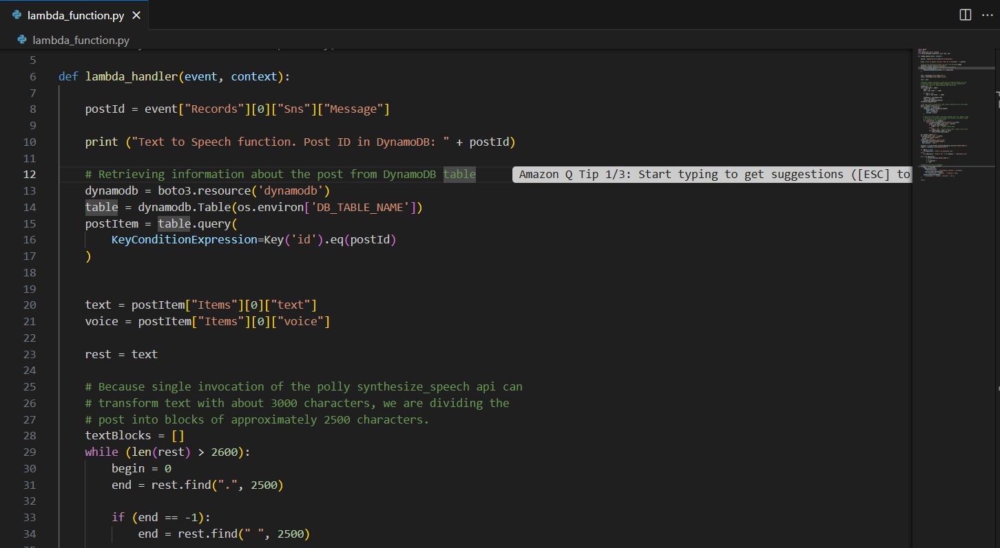 lambda_function.py
lambda_function.py
5
6 def lambda_handler(event, context):
7
8 postId = event["Records"][0]["Sns"]["Message"]
9
10 print ("Text to Speech function. Post ID in DynamoDB: " + postId)
11
12 # Retrieving information about the post from DynamoDB table Amazon Q Tip 1/3: Start typing to get suggestions ([ESC] to
13 dynamodb = boto3.resource('dynamodb')
14 table = dynamodb.Table(os.environ['DB_TABLE_NAME'])
15 postItem = table.query(
16 KeyConditionExpression=Key('id').eq(postId)
17 )
18
19
20 text = postItem["Items"][0]["text"]
21 voice = postItem["Items"][0]["voice"]
22
23 rest = text
24
25 # Because single invocation of the polly synthesize_speech api can
26 # transform text with about 3000 characters, we are dividing the
27 # post into blocks of approximately 2500 characters.
28 textBlocks = []
29 while (len(rest) > 2600):
30 begin = 0
31 end = rest.find(".", 2500)
32
33 if (end == -1):
34 end = rest.find(" ", 2500)